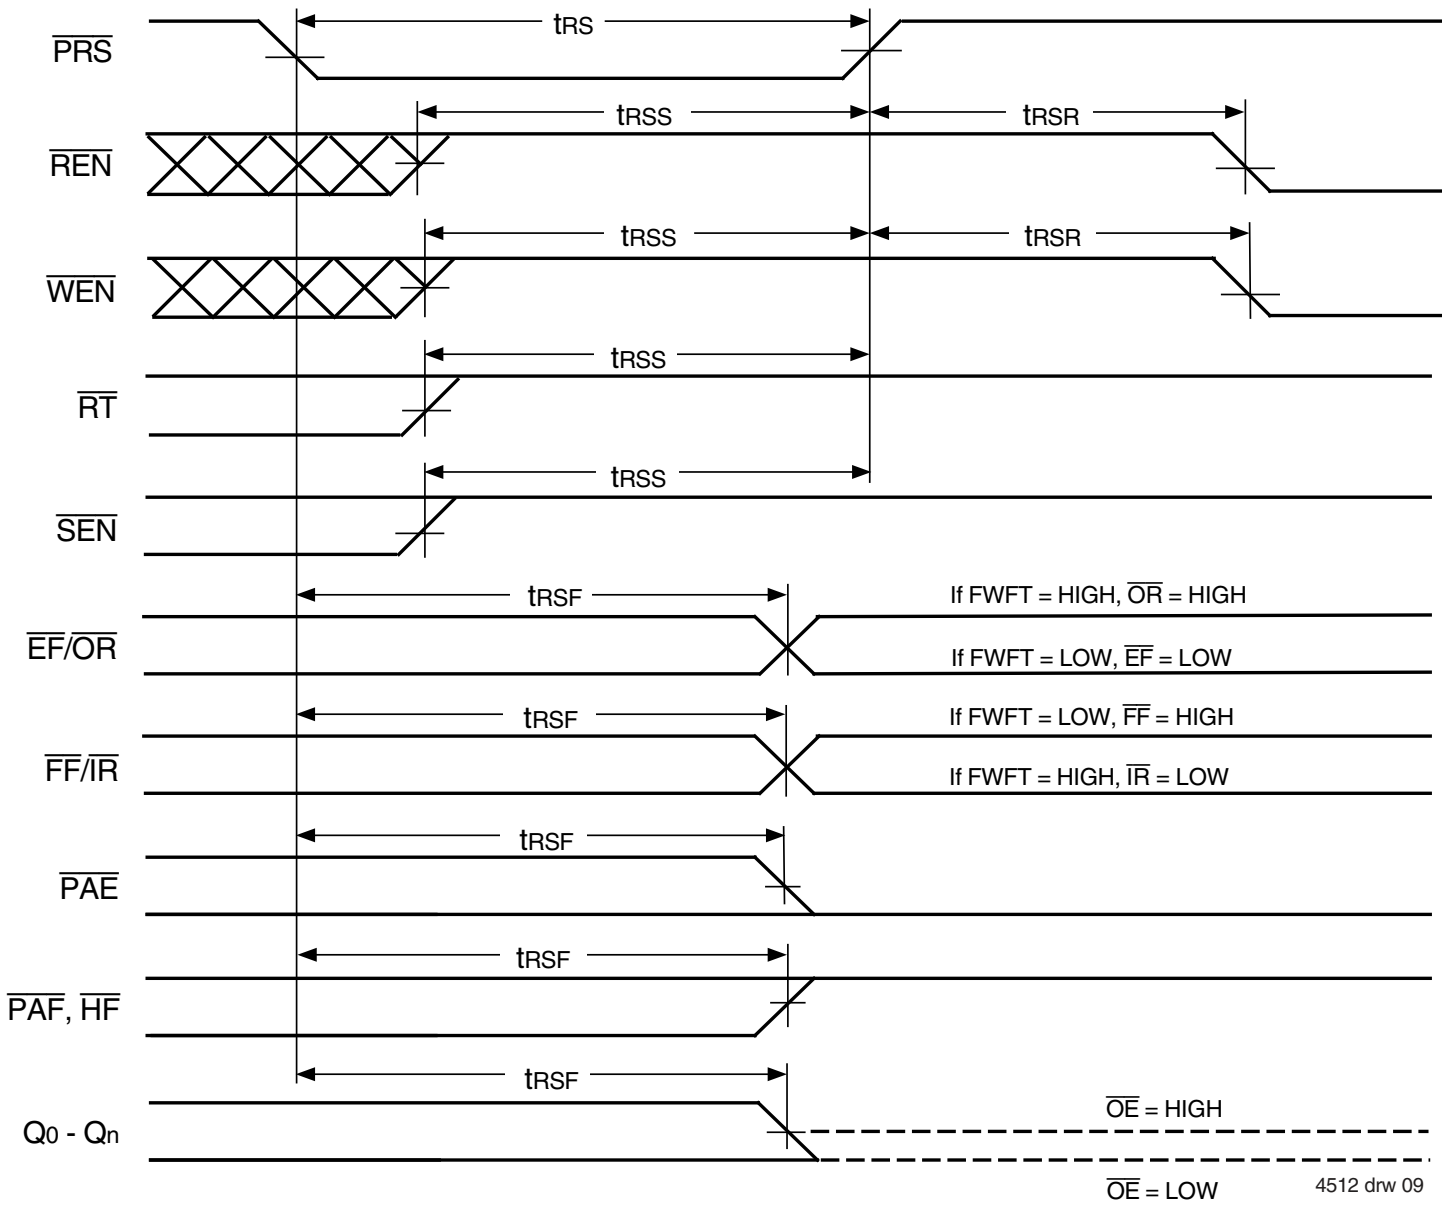 tRS
PRS
tRSS tRSR
REN
tRSS tRSR
WEN
tRSS
RT
tRSS
SEN
tRSF If FWFT = HIGH, OR = HIGH
EF/OR
If FWFT = LOW, EF = LOW
tRSF If FWFT = LOW, FF = HIGH
FF/IR
If FWFT = HIGH, IR = LOW
tRSF
PAE
tRSF
PAF, HF
tRSF
OE = HIGH
Q0 - Qn
OE = LOW 4512 drw 09